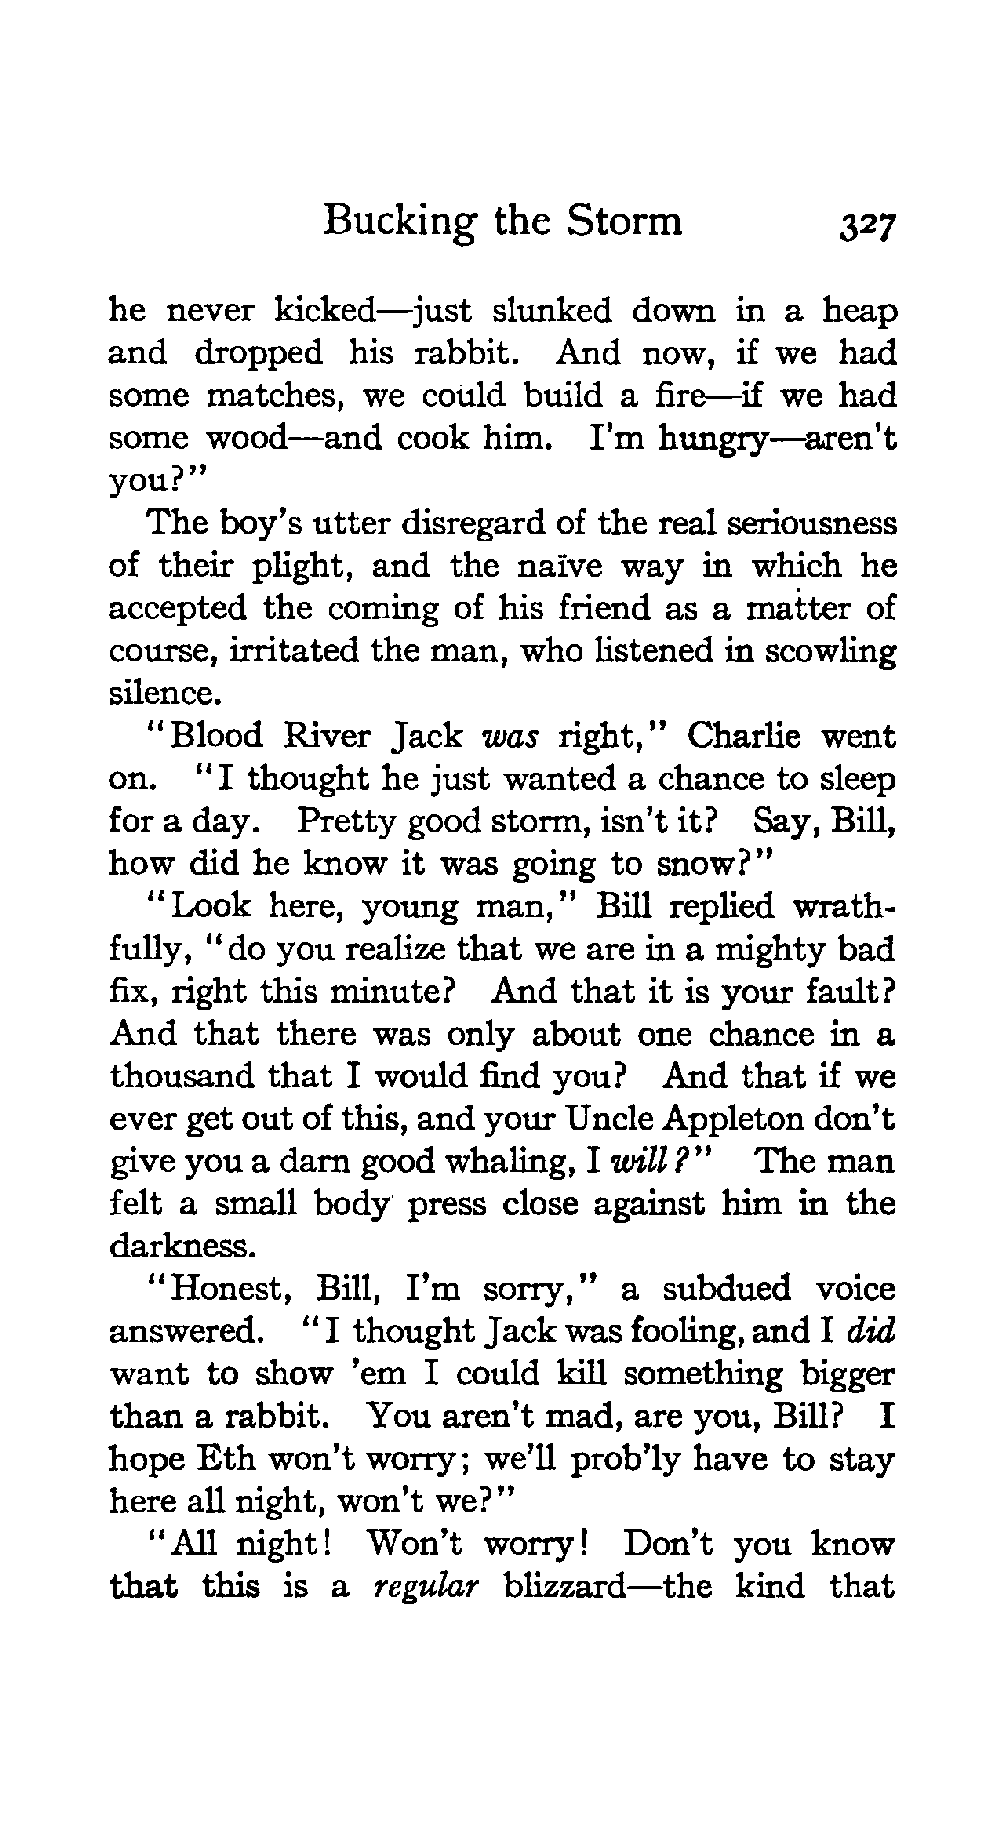 Bucking the Storm 327
he never kicked—just slunked down in a heap
and dropped his rabbit. And now, if we had
some matches, we could build a fire—if we had
some wood—and cook him. I'm hungry—aren't
you?"
The boy's utter disregard of the real seriousness
of their plight, and the naïve way in which he
accepted the coming of his friend as a matter of
course, irritated the man, who listened in scowling
silence.
"Blood River Jack was right," Charlie went
on. "I thought he just wanted a chance to sleep
for a day. Pretty good storm, isn't it? Say, Bill,
how did he know it was going to snow?"
"Look here, young man," Bill replied wrath-
fully, "do you realize that we are in a mighty bad
fix, right this minute? And that it is your fault?
And that there was only about one chance in a
thousand that I would find you? And that if we
ever get out of this, and your Uncle Appleton don't
give you a darn good whaling, I will?" The man
felt a small body press close against him in the
darkness.
"Honest, Bill, I'm sorry," a subdued voice
answered. "I thought Jack was fooling, and I did
want to show 'em I could kill something bigger
than a rabbit. You aren't mad, are you, Bill? I
hope Eth won't worry; we'll prob'ly have to stay
here all night, won't we?"
"All night! Won't worry! Don't you know
that this is a regular blizzard—the kind that